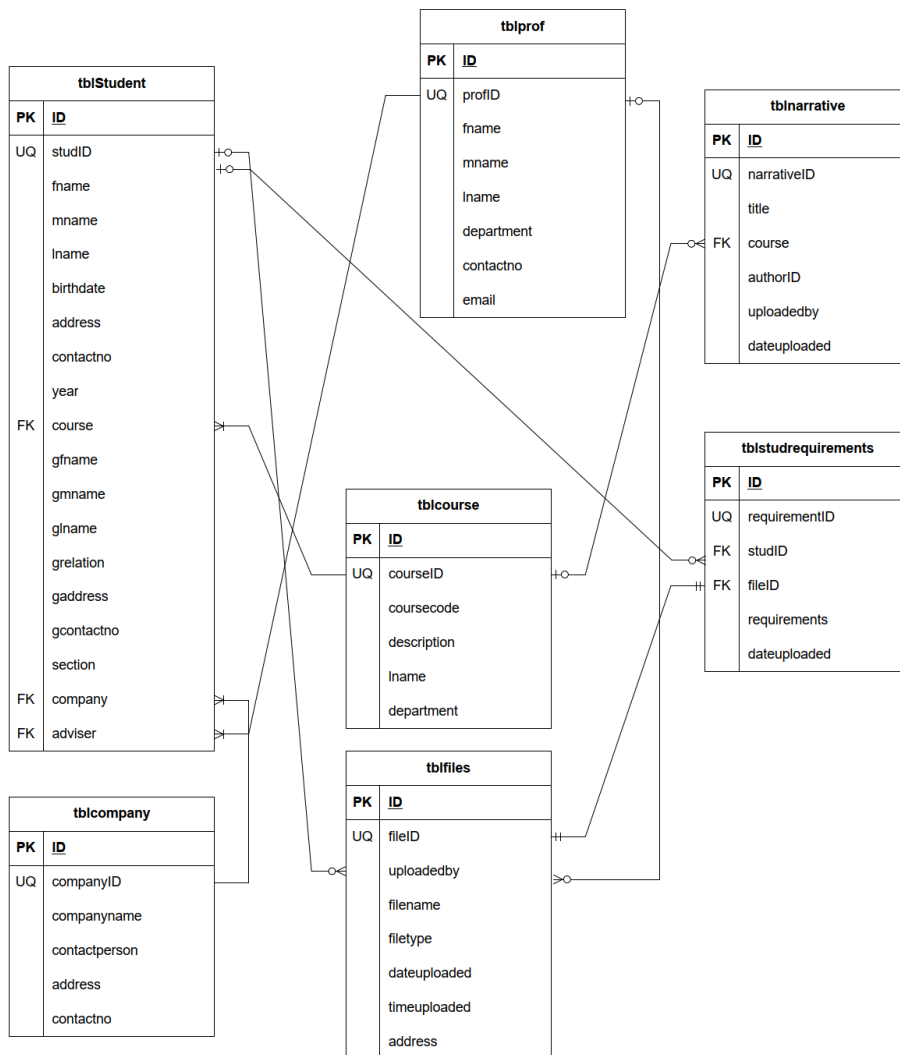 tblStudent
PK ID
UQ studID
fname
mname
lname
birthdate
address
contactno
year
FK course
gfname
gmname
glname
grelation
gaddress
gcontactno
section
FK company
FK adviser
tblcompany
PK ID
UQ companyID
companyname
contactperson
address
contactno
tblprof
PK ID
UQ profID
fname
mname
lname
department
contactno
email
tblcourse
PK ID
UQ courseID
coursecode
description
lname
department
tblfiles
PK ID
UQ fileID
uploadedby
filename
filetype
dateuploaded
timeuploaded
address
tblnarrative
PK ID
UQ narrativeID
title
FK course
authorID
uploadedby
dateuploaded
tblstudrequirements
PK ID
UQ requirementID
FK studID
FK fileID
requirements
dateuploaded